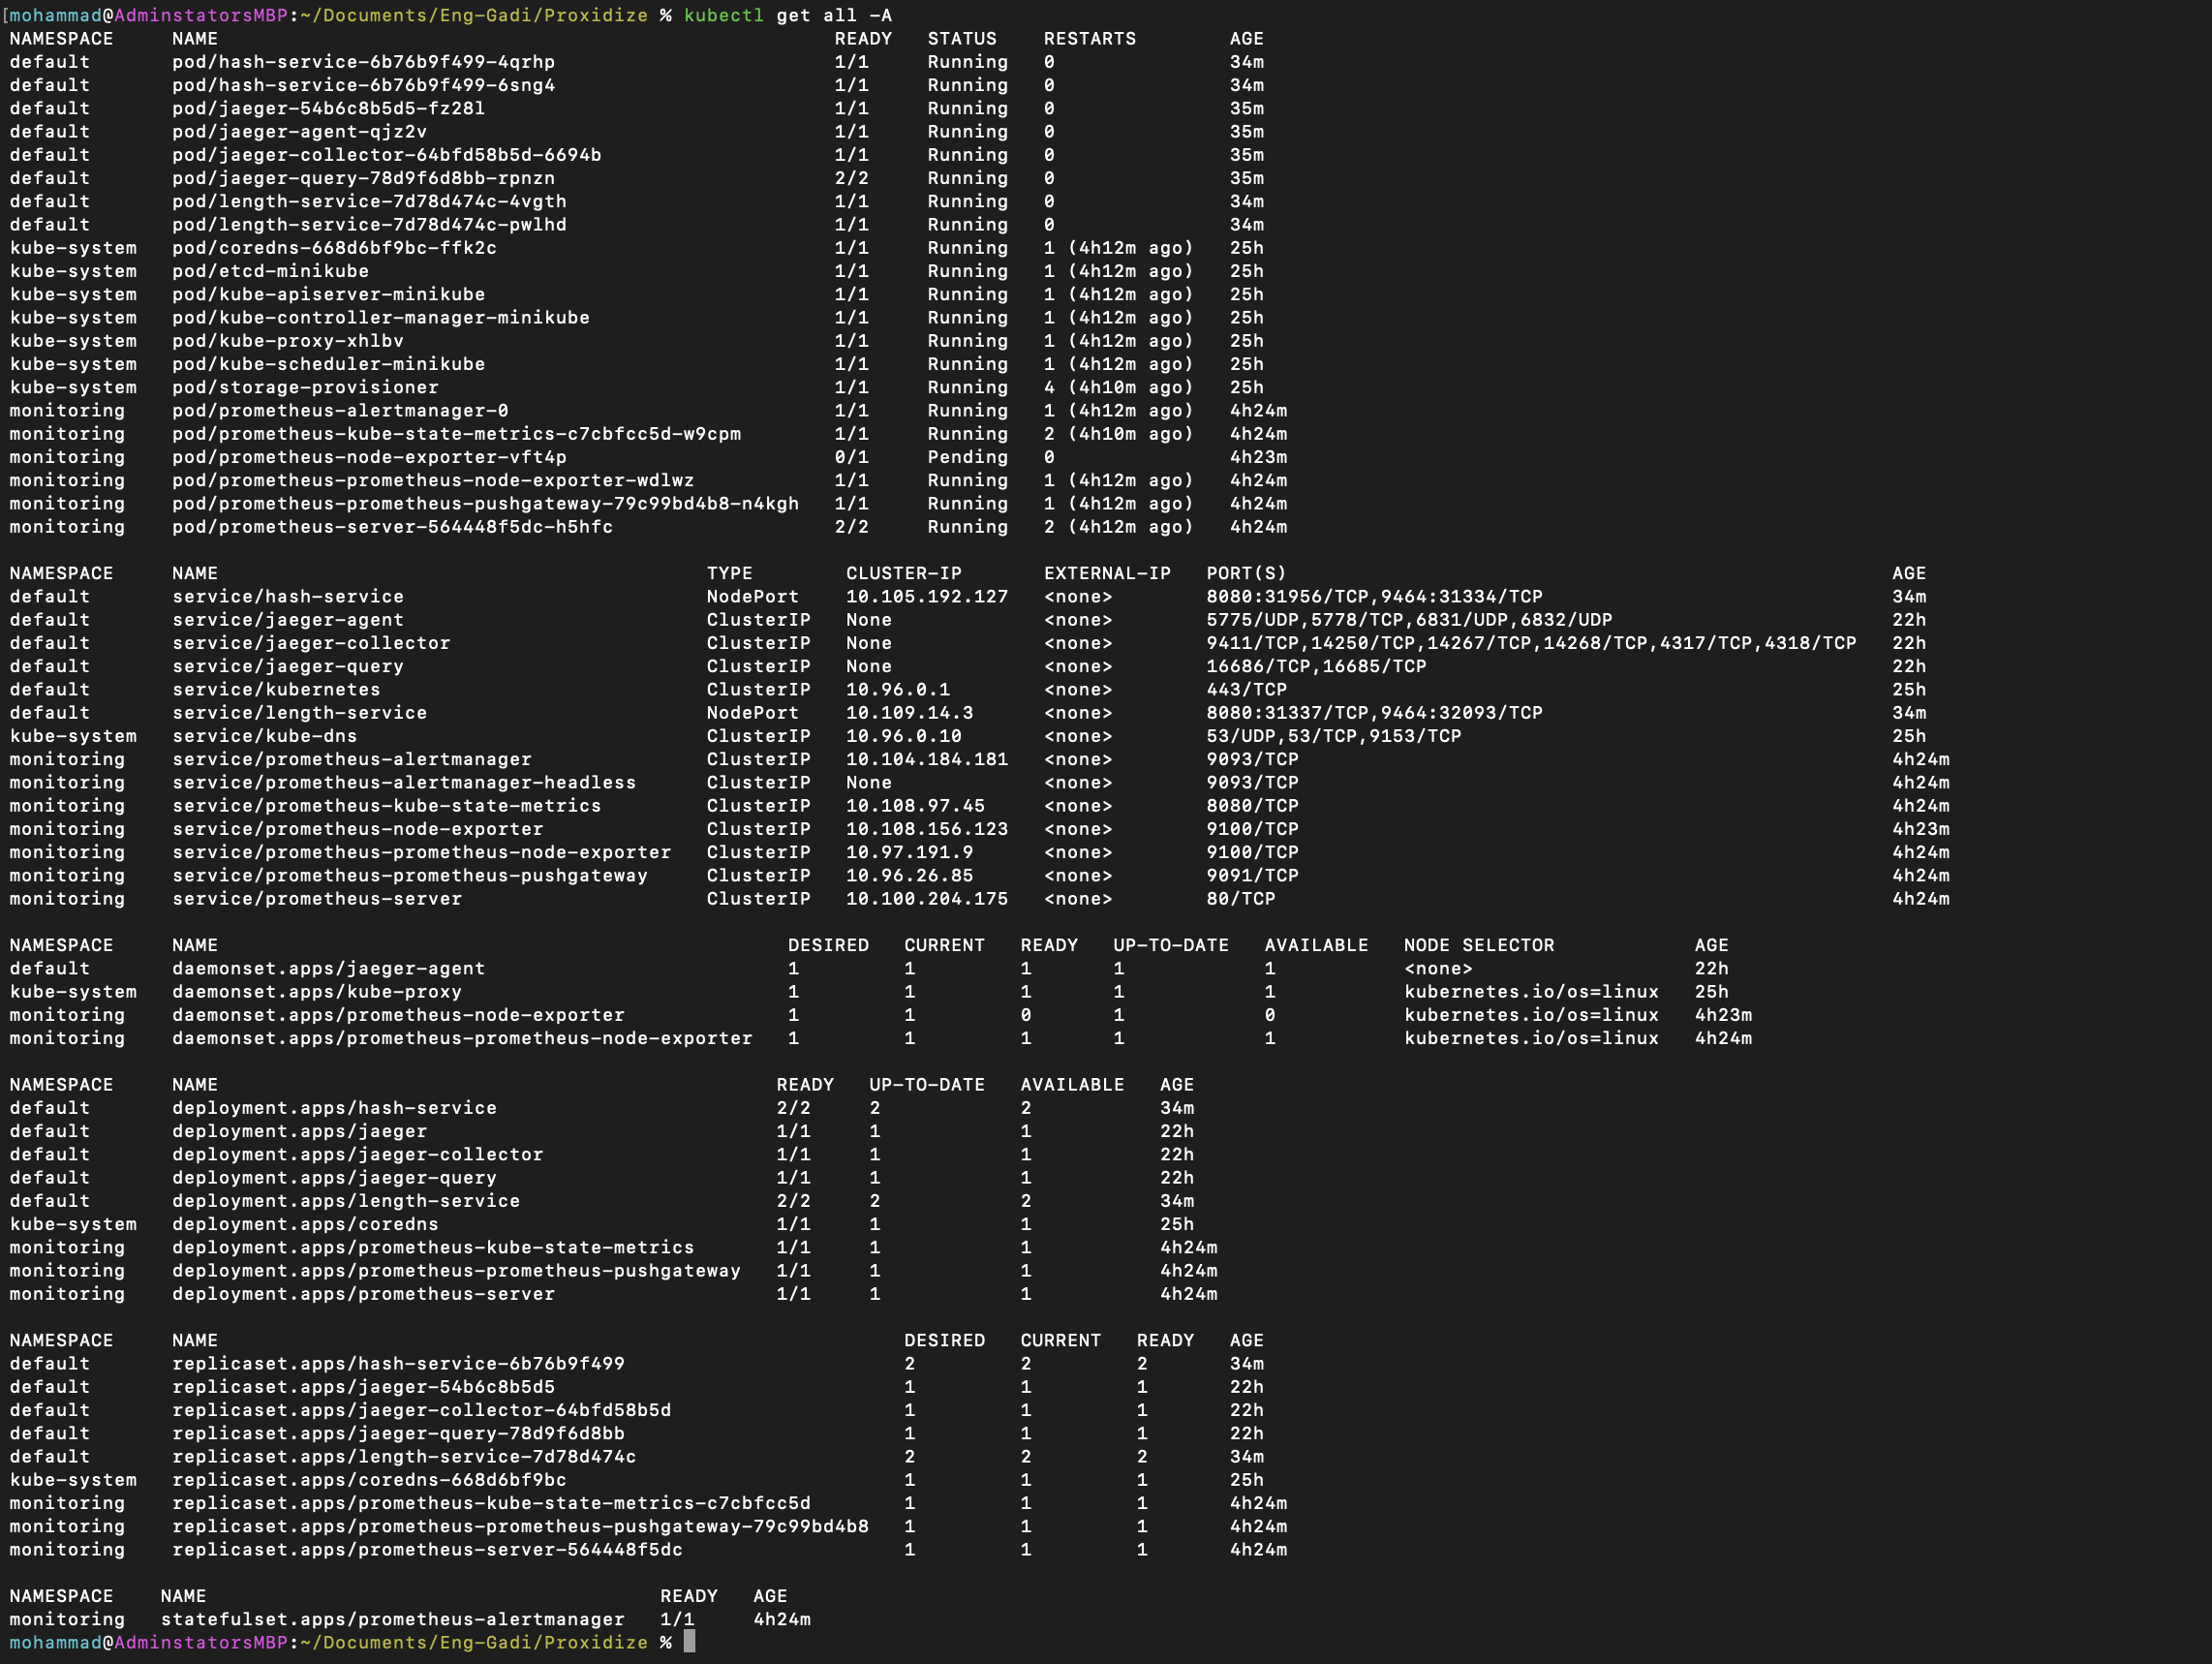 [mohammad@AdminstatorsMBP:~/Documents/Eng-Gadi/Proxidize % kubectl get all -A
NAMESPACE     NAME                                                     READY   STATUS    RESTARTS        AGE
default       pod/hash-service-6b76b9f499-4qrhp                        1/1     Running   0               34m
default       pod/hash-service-6b76b9f499-6sng4                        1/1     Running   0               34m
default       pod/jaeger-54b6c8b5d5-fz28l                              1/1     Running   0               35m
default       pod/jaeger-agent-qjz2v                                   1/1     Running   0               35m
default       pod/jaeger-collector-64bfd58b5d-6694b                    1/1     Running   0               35m
default       pod/jaeger-query-78d9f6d8bb-rpnzn                        2/2     Running   0               35m
default       pod/length-service-7d78d474c-4vgth                       1/1     Running   0               34m
default       pod/length-service-7d78d474c-pwlhd                       1/1     Running   0               34m
kube-system   pod/coredns-668d6bf9bc-ffk2c                             1/1     Running   1 (4h12m ago)   25h
kube-system   pod/etcd-minikube                                        1/1     Running   1 (4h12m ago)   25h
kube-system   pod/kube-apiserver-minikube                              1/1     Running   1 (4h12m ago)   25h
kube-system   pod/kube-controller-manager-minikube                     1/1     Running   1 (4h12m ago)   25h
kube-system   pod/kube-proxy-xhlbv                                     1/1     Running   1 (4h12m ago)   25h
kube-system   pod/kube-scheduler-minikube                              1/1     Running   1 (4h12m ago)   25h
kube-system   pod/storage-provisioner                                  1/1     Running   4 (4h10m ago)   25h
monitoring    pod/prometheus-alertmanager-0                            1/1     Running   1 (4h12m ago)   4h24m
monitoring    pod/prometheus-kube-state-metrics-c7cbfcc5d-w9cpm        1/1     Running   2 (4h10m ago)   4h24m
monitoring    pod/prometheus-node-exporter-vft4p                       0/1     Pending   0               4h23m
monitoring    pod/prometheus-prometheus-node-exporter-wdlwz            1/1     Running   1 (4h12m ago)   4h24m
monitoring    pod/prometheus-prometheus-pushgateway-79c99bd4b8-n4kgh   1/1     Running   1 (4h12m ago)   4h24m
monitoring    pod/prometheus-server-564448f5dc-h5hfc                   2/2     Running   2 (4h12m ago)   4h24m
NAMESPACE     NAME                                          TYPE        CLUSTER-IP       EXTERNAL-IP   PORT(S)                                                    AGE
default       service/hash-service                          NodePort    10.105.192.127   <none>        8080:31956/TCP,9464:31334/TCP                              34m
default       service/jaeger-agent                          ClusterIP   None             <none>        5775/UDP,5778/TCP,6831/UDP,6832/UDP                        22h
default       service/jaeger-collector                      ClusterIP   None             <none>        9411/TCP,14250/TCP,14267/TCP,14268/TCP,4317/TCP,4318/TCP   22h
default       service/jaeger-query                          ClusterIP   None             <none>        16686/TCP,16685/TCP                                        22h
default       service/kubernetes                            ClusterIP   10.96.0.1        <none>        443/TCP                                                    25h
default       service/length-service                        NodePort    10.109.14.3      <none>        8080:31337/TCP,9464:32093/TCP                              34m
kube-system   service/kube-dns                              ClusterIP   10.96.0.10       <none>        53/UDP,53/TCP,9153/TCP                                     25h
monitoring    service/prometheus-alertmanager               ClusterIP   10.104.184.181   <none>        9093/TCP                                                   4h24m
monitoring    service/prometheus-alertmanager-headless      ClusterIP   None             <none>        9093/TCP                                                   4h24m
monitoring    service/prometheus-kube-state-metrics         ClusterIP   10.108.97.45     <none>        8080/TCP                                                   4h24m
monitoring    service/prometheus-node-exporter              ClusterIP   10.108.156.123   <none>        9100/TCP                                                   4h23m
monitoring    service/prometheus-prometheus-node-exporter   ClusterIP   10.97.191.9      <none>        9100/TCP                                                   4h24m
monitoring    service/prometheus-prometheus-pushgateway     ClusterIP   10.96.26.85      <none>        9091/TCP                                                   4h24m
monitoring    service/prometheus-server                     ClusterIP   10.100.204.175   <none>        80/TCP                                                     4h24m
NAMESPACE     NAME                                                 DESIRED   CURRENT   READY   UP-TO-DATE   AVAILABLE   NODE SELECTOR            AGE
default       daemonset.apps/jaeger-agent                          1         1         1       1            1           <none>                   22h
kube-system   daemonset.apps/kube-proxy                            1         1         1       1            1           kubernetes.io/os=linux   25h
monitoring    daemonset.apps/prometheus-node-exporter              1         1         0       1            0           kubernetes.io/os=linux   4h23m
monitoring    daemonset.apps/prometheus-prometheus-node-exporter   1         1         1       1            1           kubernetes.io/os=linux   4h24m
NAMESPACE     NAME                                                READY   UP-TO-DATE   AVAILABLE   AGE
default       deployment.apps/hash-service                        2/2     2            2           34m
default       deployment.apps/jaeger                              1/1     1            1           22h
default       deployment.apps/jaeger-collector                    1/1     1            1           22h
default       deployment.apps/jaeger-query                        1/1     1            1           22h
default       deployment.apps/length-service                      2/2     2            2           34m
kube-system   deployment.apps/coredns                             1/1     1            1           25h
monitoring    deployment.apps/prometheus-kube-state-metrics       1/1     1            1           4h24m
monitoring    deployment.apps/prometheus-prometheus-pushgateway   1/1     1            1           4h24m
monitoring    deployment.apps/prometheus-server                   1/1     1            1           4h24m
NAMESPACE     NAME                                                           DESIRED   CURRENT   READY   AGE
default       replicaset.apps/hash-service-6b76b9f499                        2         2         2       34m
default       replicaset.apps/jaeger-54b6c8b5d5                              1         1         1       22h
default       replicaset.apps/jaeger-collector-64bfd58b5d                    1         1         1       22h
default       replicaset.apps/jaeger-query-78d9f6d8bb                        1         1         1       22h
default       replicaset.apps/length-service-7d78d474c                       2         2         2       34m
kube-system   replicaset.apps/coredns-668d6bf9bc                             1         1         1       25h
monitoring    replicaset.apps/prometheus-kube-state-metrics-c7cbfcc5d        1         1         1       4h24m
monitoring    replicaset.apps/prometheus-prometheus-pushgateway-79c99bd4b8   1         1         1       4h24m
monitoring    replicaset.apps/prometheus-server-564448f5dc                   1         1         1       4h24m
NAMESPACE    NAME                                       READY   AGE
monitoring   statefulset.apps/prometheus-alertmanager   1/1     4h24m
mohammad@AdminstatorsMBP:~/Documents/Eng-Gadi/Proxidize %